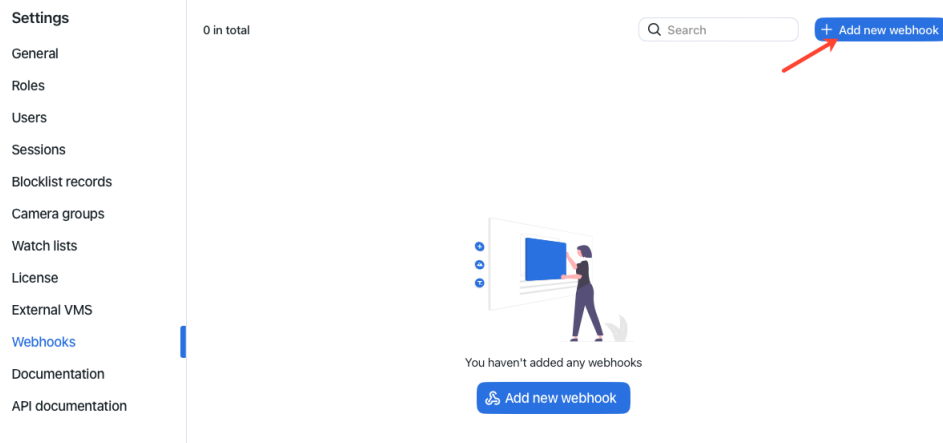 Settings
General
Roles
Users
Sessions
Blocklist records
Camera groups
Watch lists
License
External VMS
Webhooks
Documentation
API documentation
0 in total
Search
Add new webhook
You haven't added any webhooks
Add new webhook